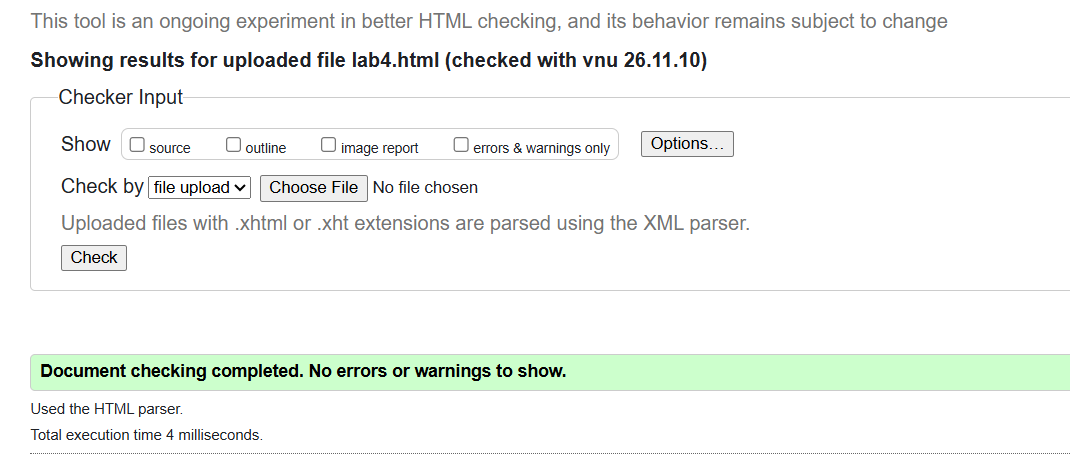 This tool is an ongoing experiment in better HTML checking, and its behavior remains subject to change
Showing results for uploaded file lab4.html (checked with vnu 26.11.10)
Checker Input
Show source outline image report errors & warnings only Options...
Check by file upload Choose File No file chosen
Uploaded files with .xhtml or .xht extensions are parsed using the XML parser.
Check
Document checking completed. No errors or warnings to show.
Used the HTML parser.
Total execution time 4 milliseconds.